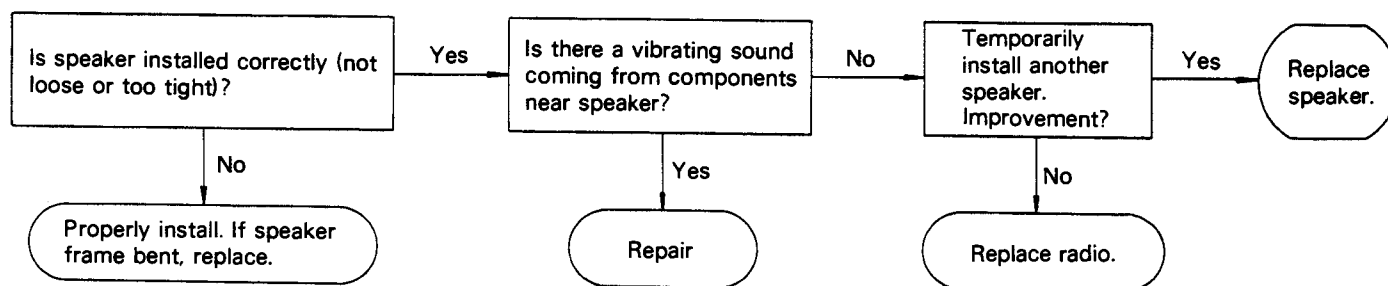 Is speaker installed correctly (not
loose or too tight)?
Yes
Is there a vibrating sound
coming from components
near speaker?
No
Temporarily
install another
speaker.
Improvement?
Yes
Replace
speaker.
No
Properly install. If speaker
frame bent, replace.
Yes
Repair
No
Replace radio.